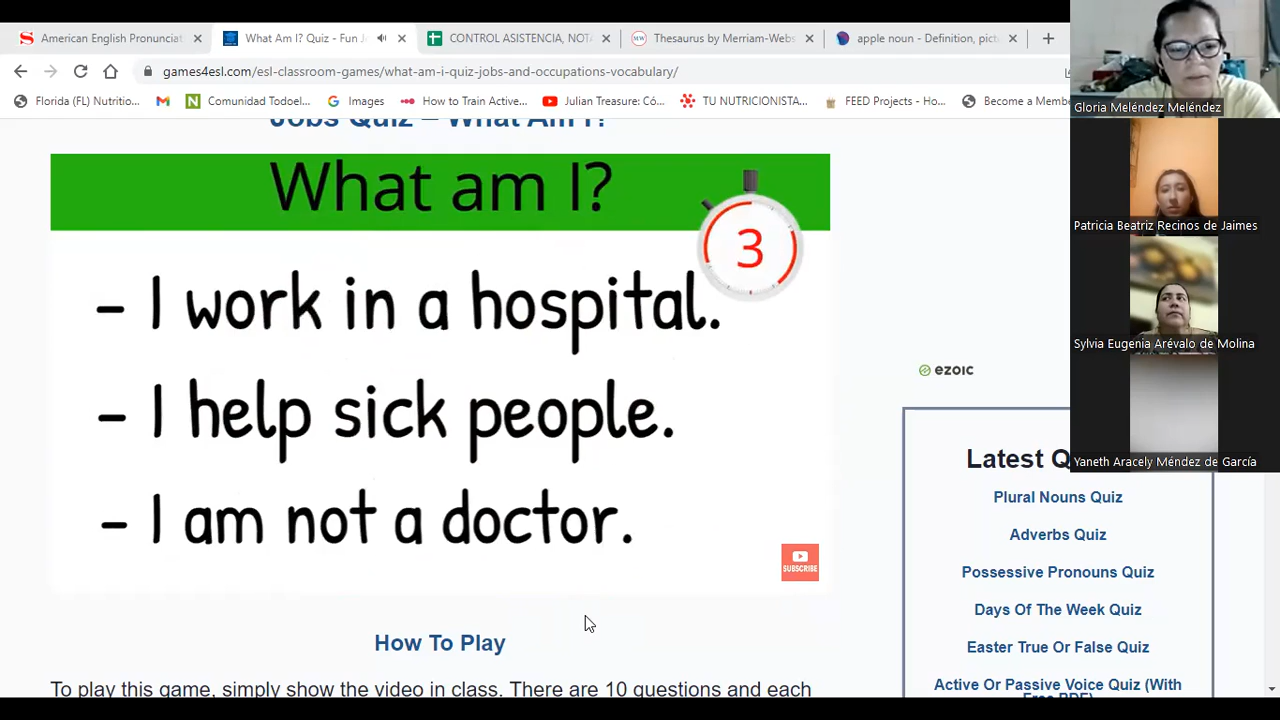 American English Pronunciat
What Am I? Quiz - Fun J
CONTROL ASISTENCIA, NOT
Thesaurus by Merriam-Webs
apple noun - Definition, pict
games4esl.com/esl-classroom-games/what-am-i-quiz-jobs-and-occupations-vocabulary/
Florida (FL) Nutritio...
Comunidad Todoel...
Images
How to Train Active...
Julian Treasure: Có...
TU NUTRICIONISTA...
FEED Projects - Ho...
Become a Memb
Jobs Quiz – What Am I?
What am I?
3
- I work in a hospital.
- I help sick people.
- I am not a doctor.
SUBSCRIBE
How To Play
To play this game, simply show the video in class. There are 10 questions and each
ezoic
Latest Q
Plural Nouns Quiz
Adverbs Quiz
Possessive Pronouns Quiz
Days Of The Week Quiz
Easter True Or False Quiz
Active Or Passive Voice Quiz (With
Free PDF)
Gloria Meléndez Meléndez
Patricia Beatriz Recinos de Jaimes
Sylvia Eugenia Arévalo de Molina
Yaneth Aracely Méndez de García